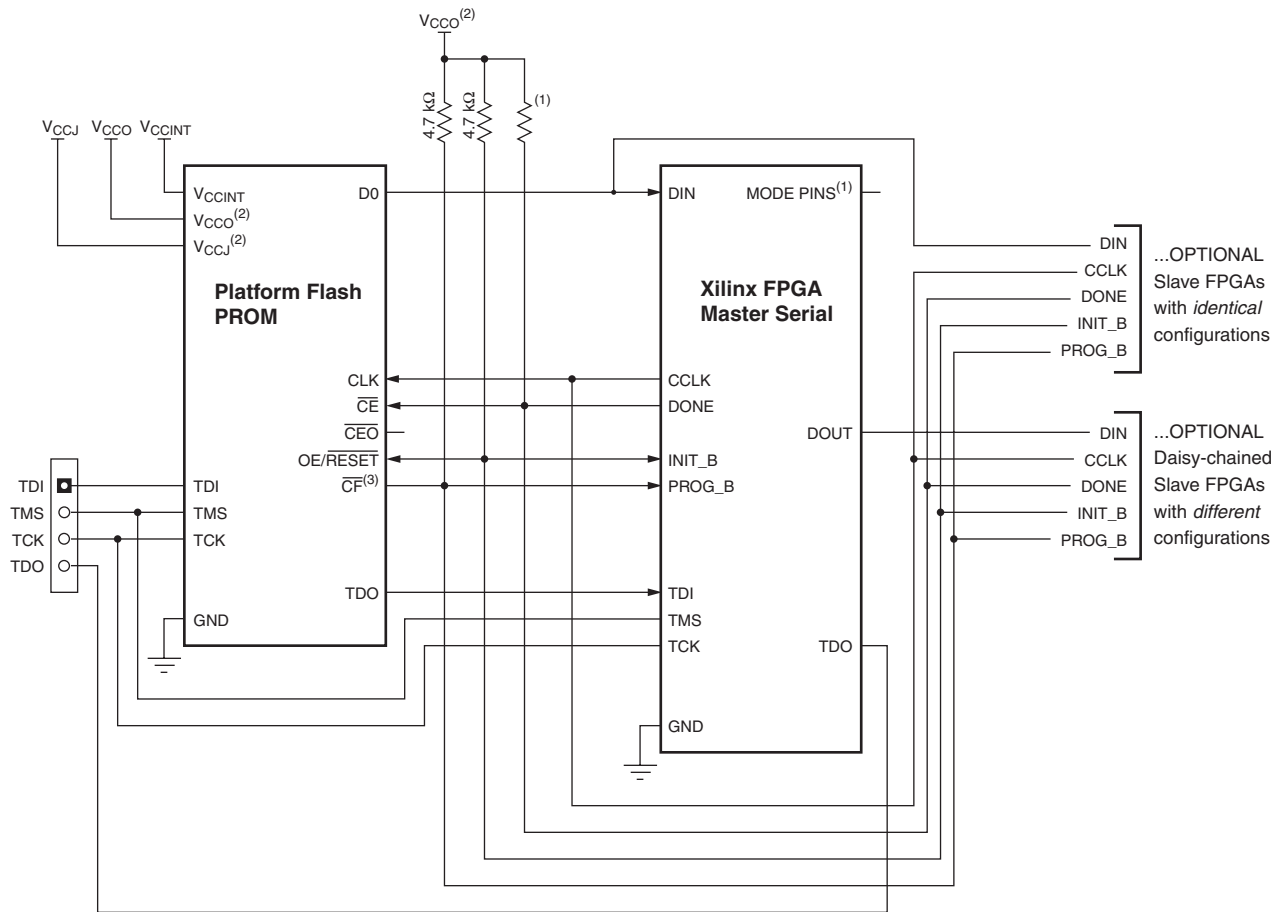 VCCO(2)
4.7 kΩ
4.7 kΩ
(1)
VCCJ VCCO VCCINT
VCCINT
VCCO(2)
VCCJ(2)
D0
Platform Flash
PROM
CLK
CE
CEO
OE/RESET
CF(3)
TDI
TMS
TCK
TDO
GND
TDI
TMS
TCK
TDO
DIN
MODE PINS(1)
Xilinx FPGA
Master Serial
CCLK
DONE
DOUT
INIT_B
PROG_B
TDI
TMS
TCK
TDO
GND
DIN
CCLK
DONE
INIT_B
PROG_B
...OPTIONAL
Slave FPGAs
with identical
configurations
DIN
CCLK
DONE
INIT_B
PROG_B
...OPTIONAL
Daisy-chained
Slave FPGAs
with different
configurations